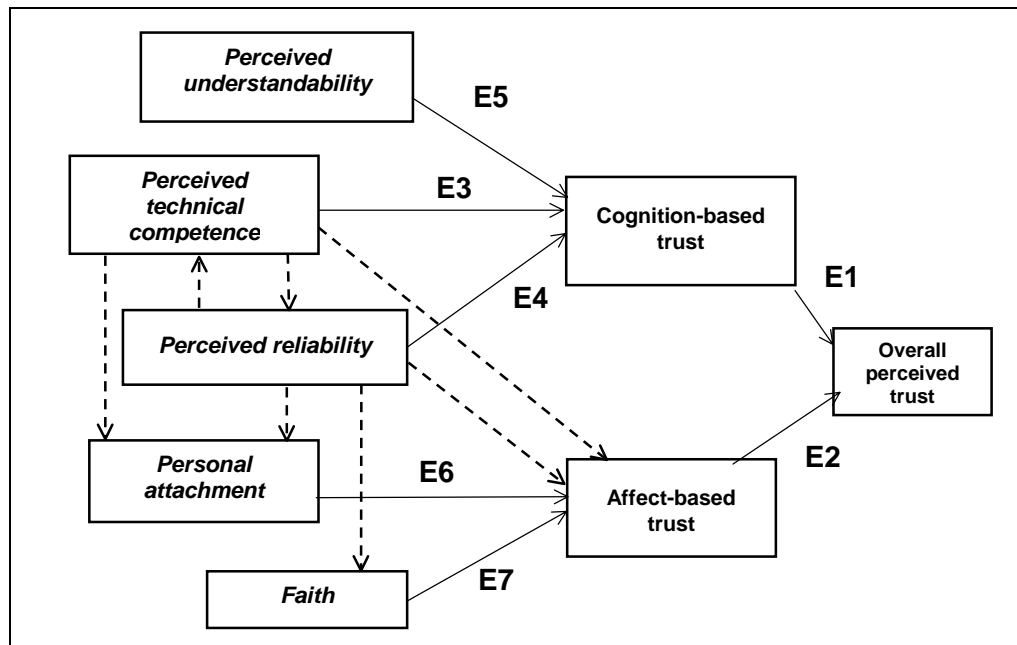 Perceived
understandability
E5
Perceived
technical
competence
E3
Cognition-based
trust
E4
E1
Perceived reliability
Overall
perceived
trust
Personal
attachment
E6
E2
Affect-based
trust
E7
Faith